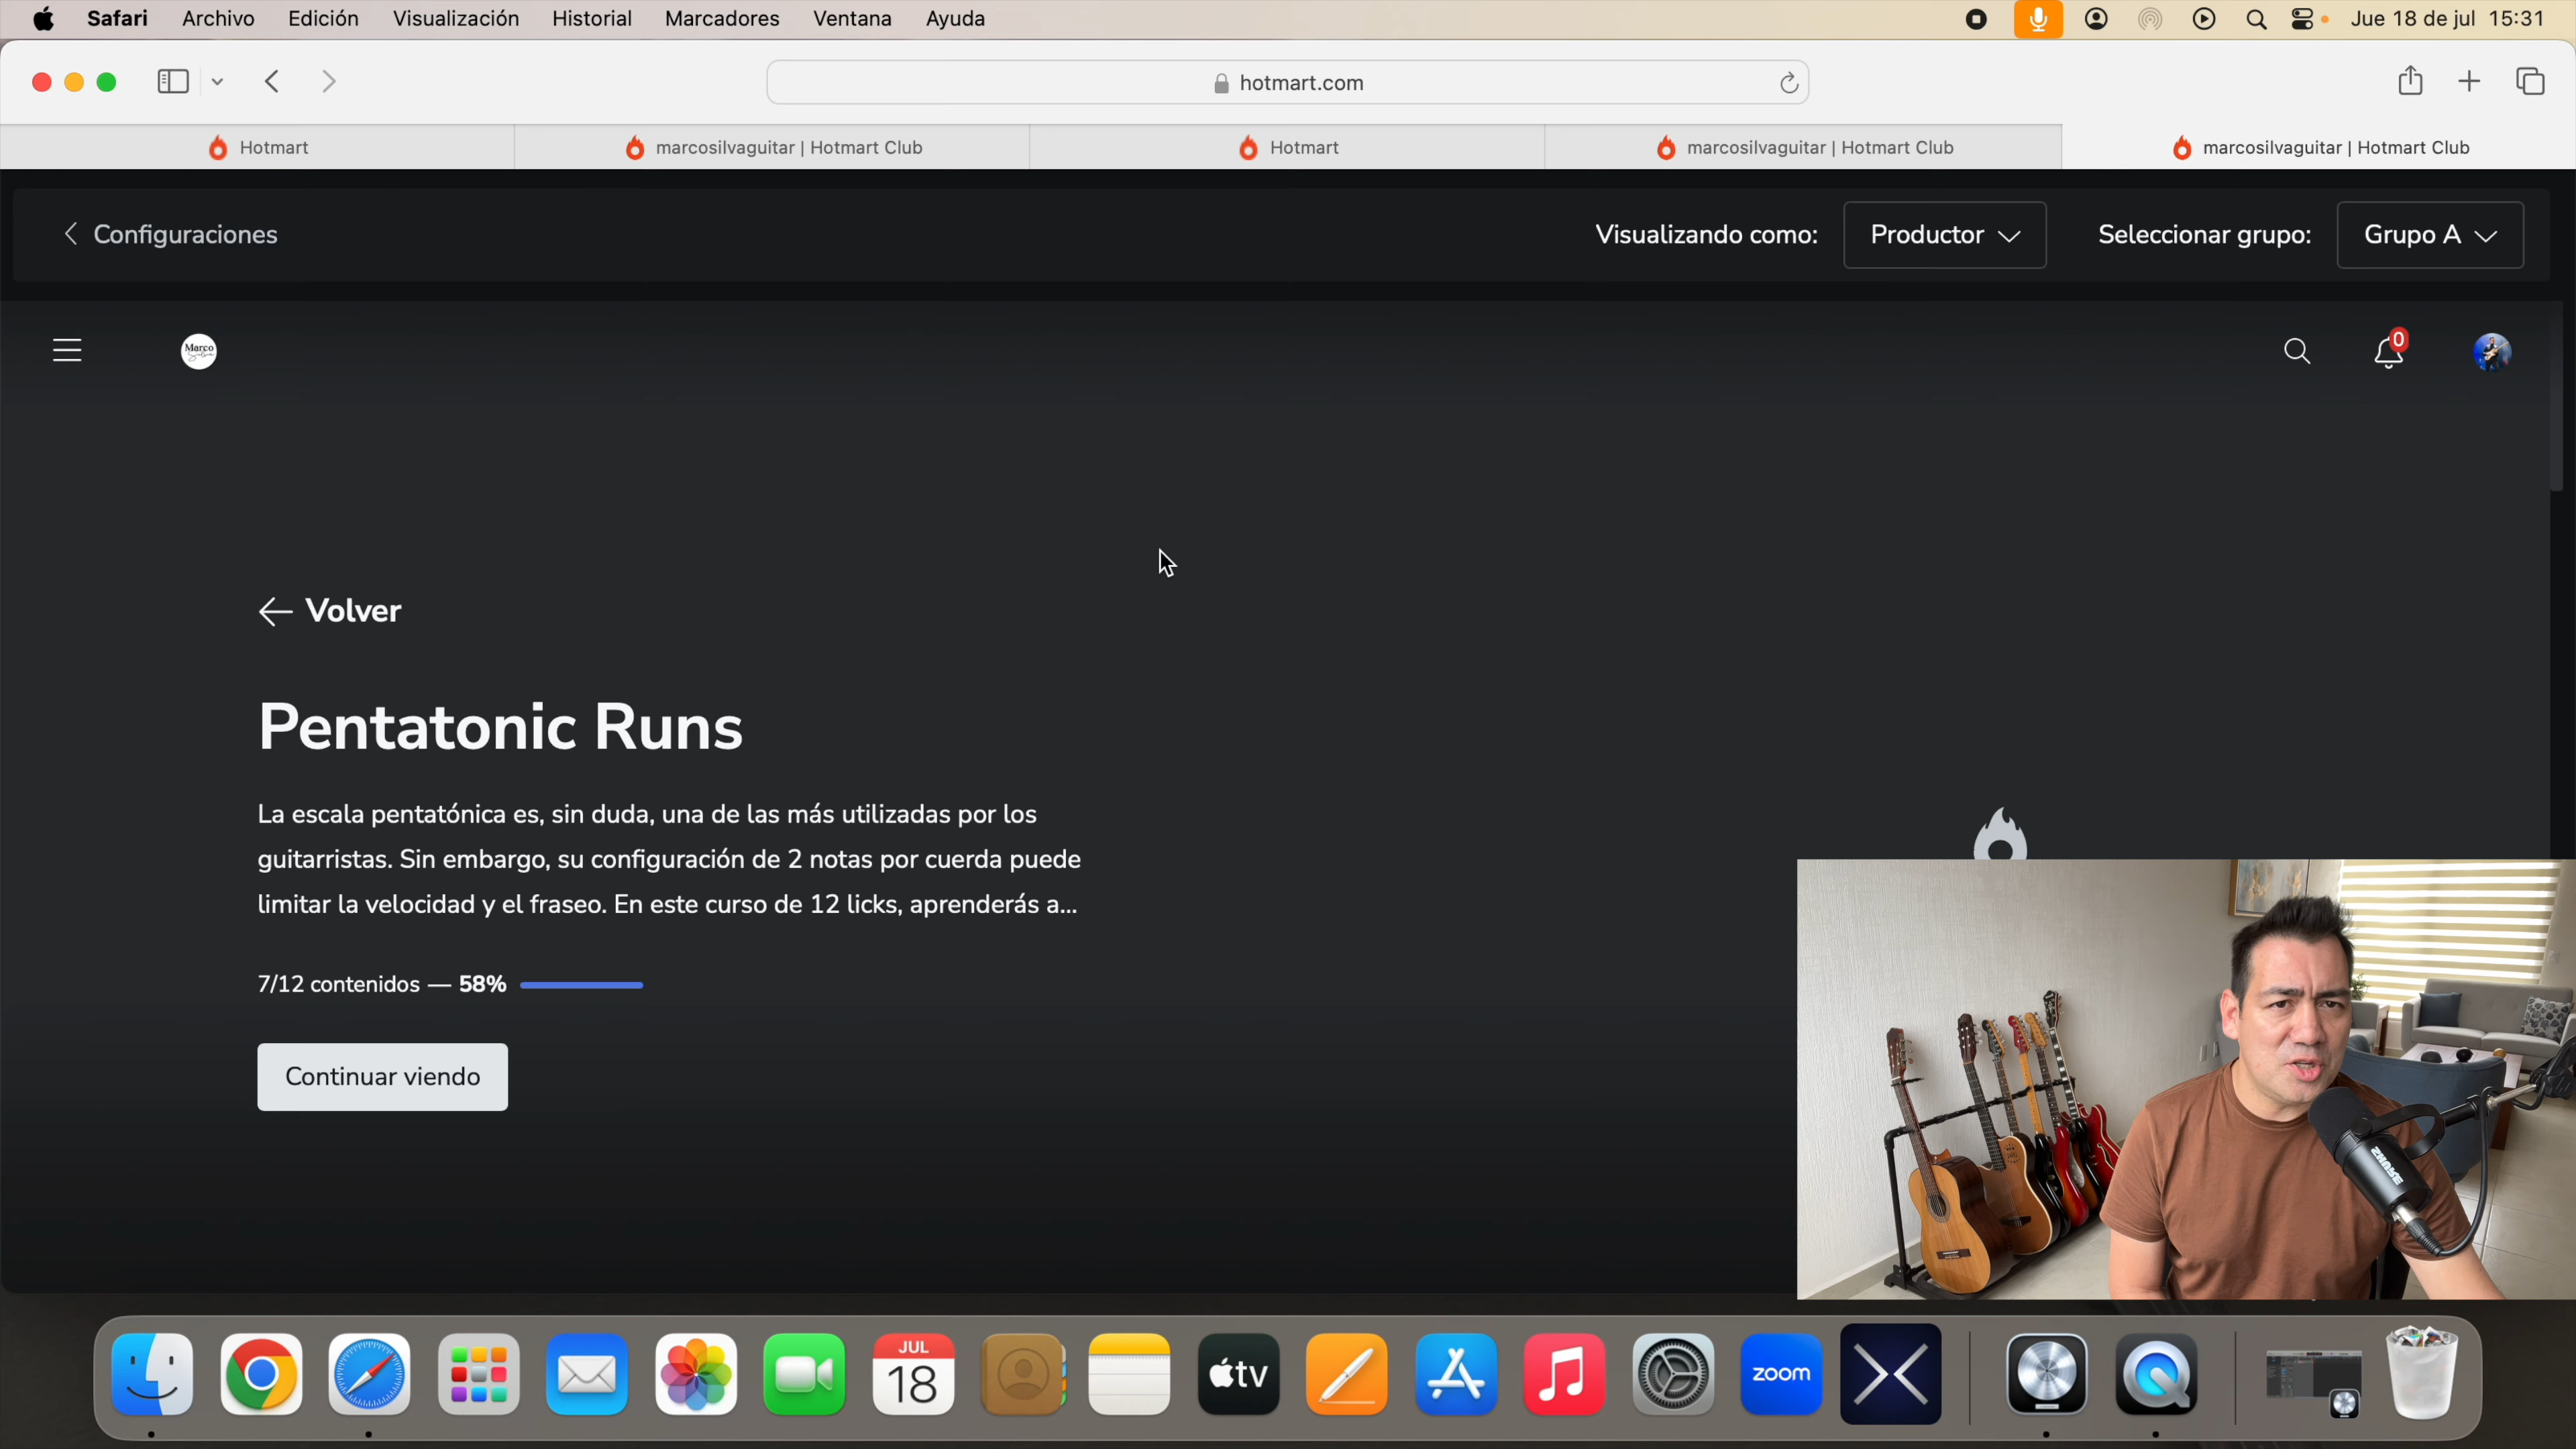 Safari Archivo Edición Visualización Historial Marcadores Ventana Ayuda Jue 18 de jul 15:31
hotmart.com
Hotmart marcosilvaguitar | Hotmart Club Hotmart marcosilvaguitar | Hotmart Club marcosilvaguitar | Hotmart Club
Configuraciones Visualizando como: Productor Seleccionar grupo: Grupo A
Marco
0
Volver
Pentatonic Runs
La escala pentatónica es, sin duda, una de las más utilizadas por los
guitarristas. Sin embargo, su configuración de 2 notas por cuerda puede
limitar la velocidad y el fraseo. En este curso de 12 licks, aprenderás a...
7/12 contenidos — 58%
Continuar viendo
SHURE
JUL
18
tv
zoom